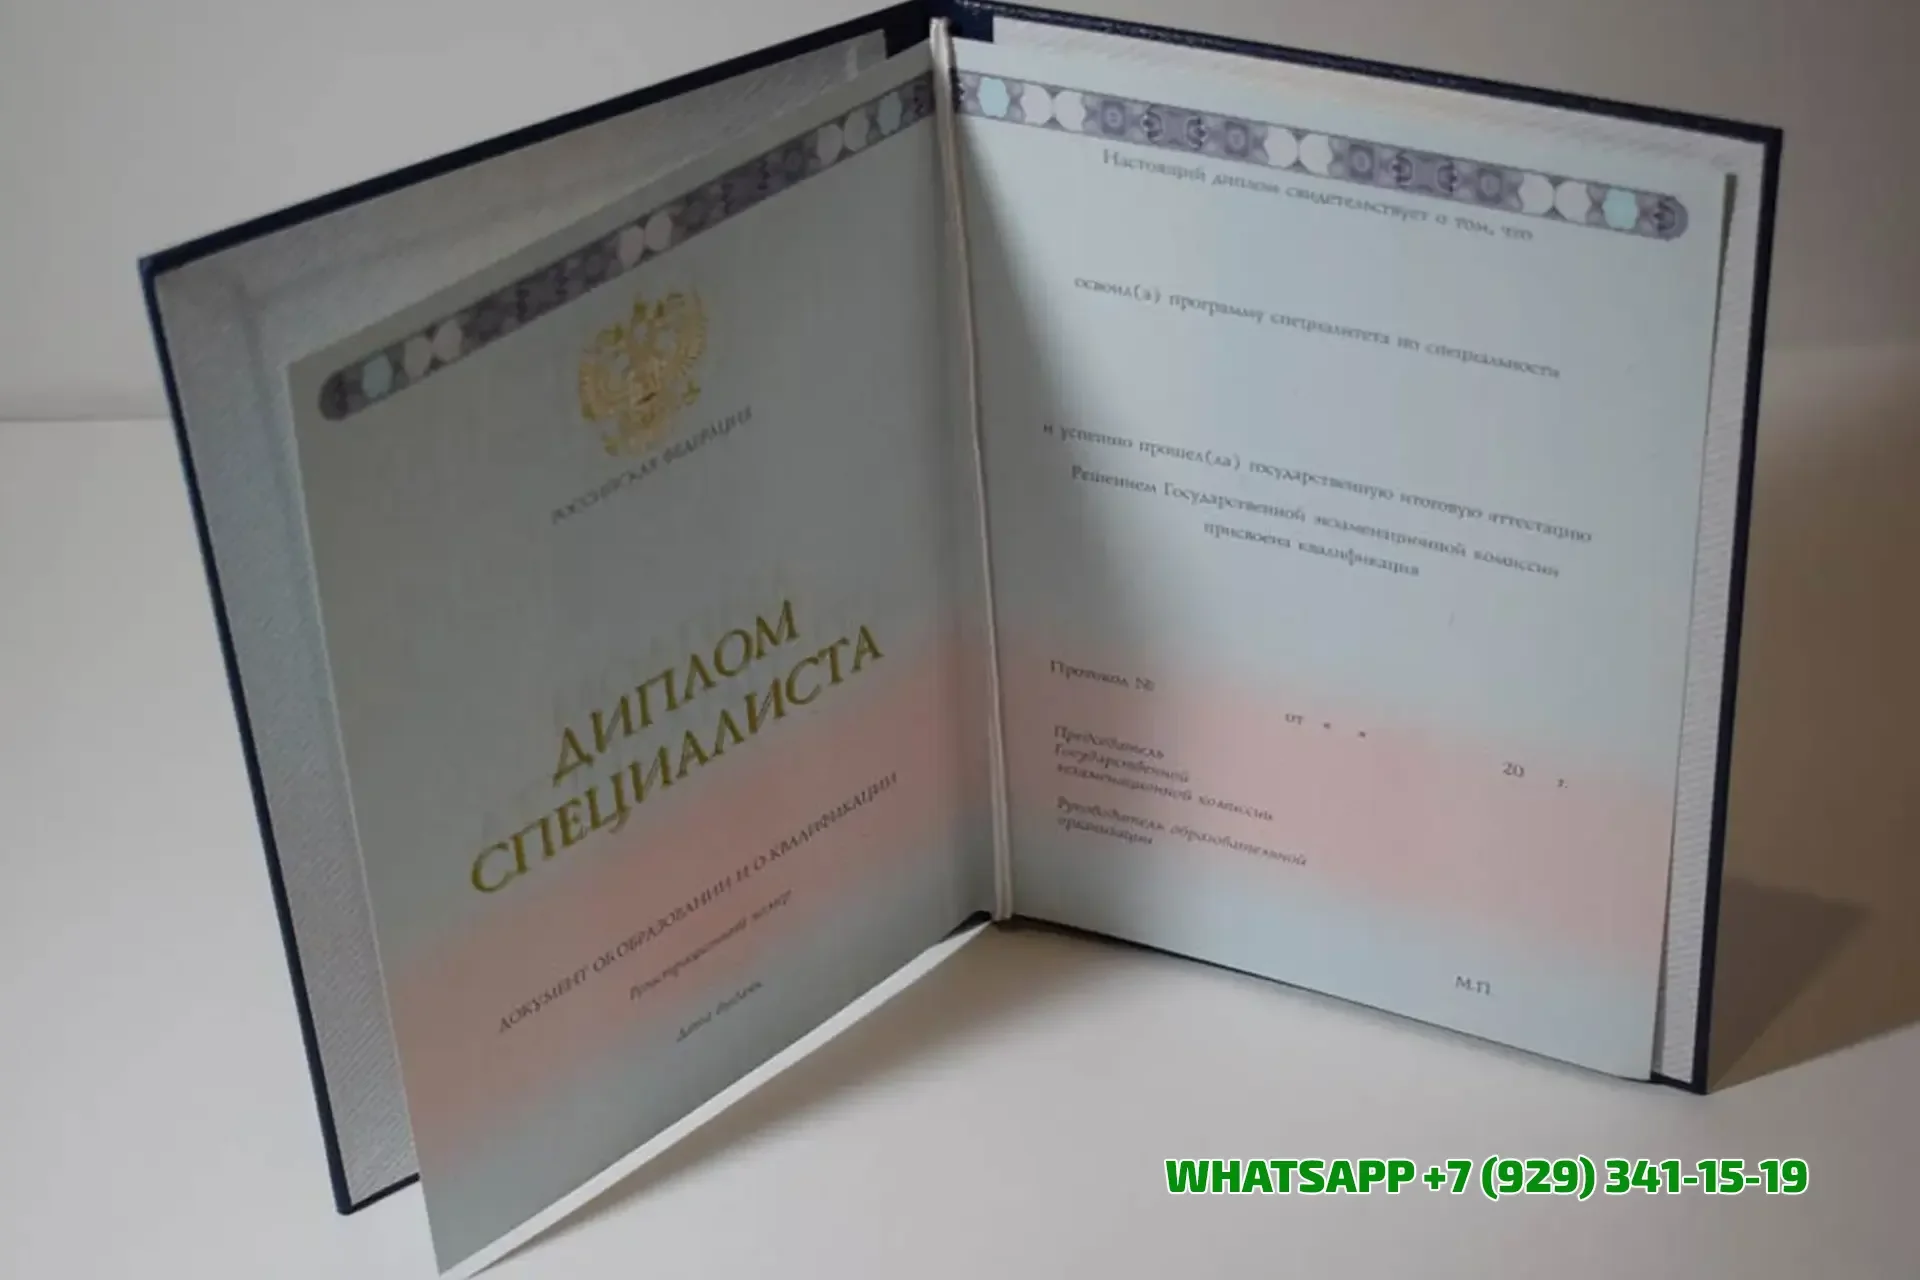 РОССИЙСКАЯ ФЕДЕРАЦИЯ
ДИПЛОМ
СПЕЦИАЛИСТА
ДОКУМЕНТ ОБ ОБРАЗОВАНИИ И О КВАЛИФИКАЦИИ
Регистрационный номер
Дата выдачи
Настоящий диплом свидетельствует о том, что
освоил(а) программу специалитета по специальности
и успешно прошел(ла) государственную итоговую аттестацию
Решением Государственной экзаменационной комиссии
присвоена квалификация
Протокол №
от « »
20 г.
Председатель
Государственной
экзаменационной комиссии
Руководитель образовательной
организации
М.П.
WHATSAPP +7 (929) 341-15-19